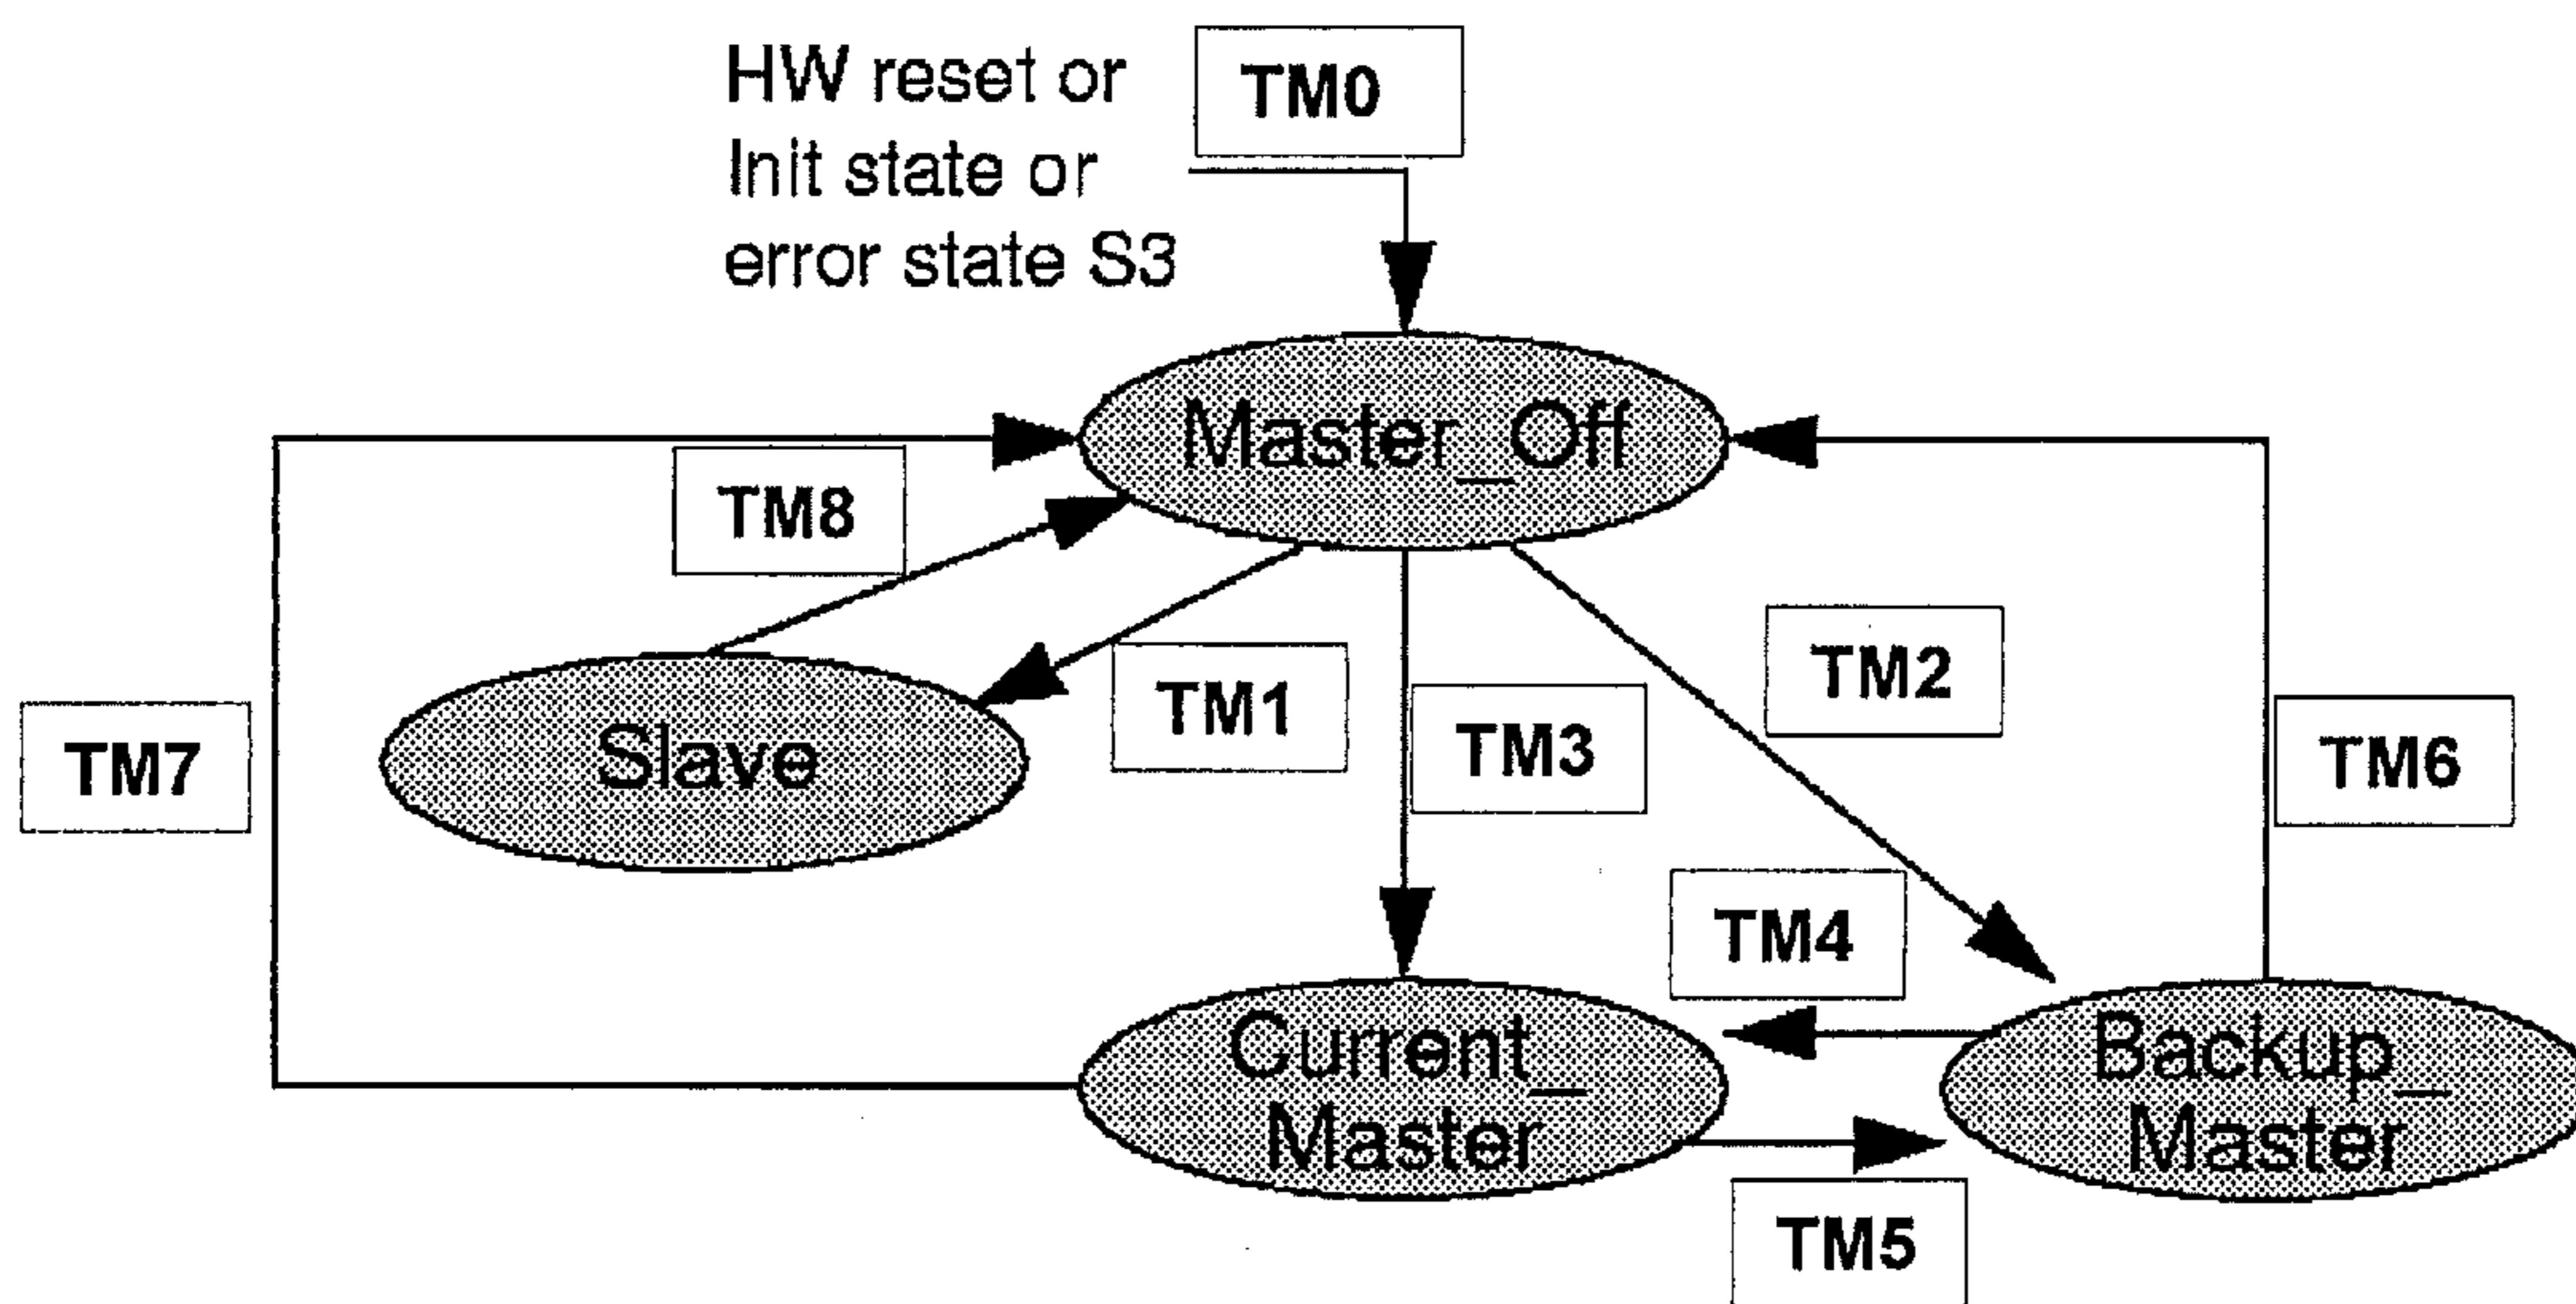 HW reset or
Init state or
error state S3
TM0
Master_Off
TM8
TM1
TM2
TM3
TM7
Slave
TM6
TM4
Current_
Master
Backup_
Master
TM5